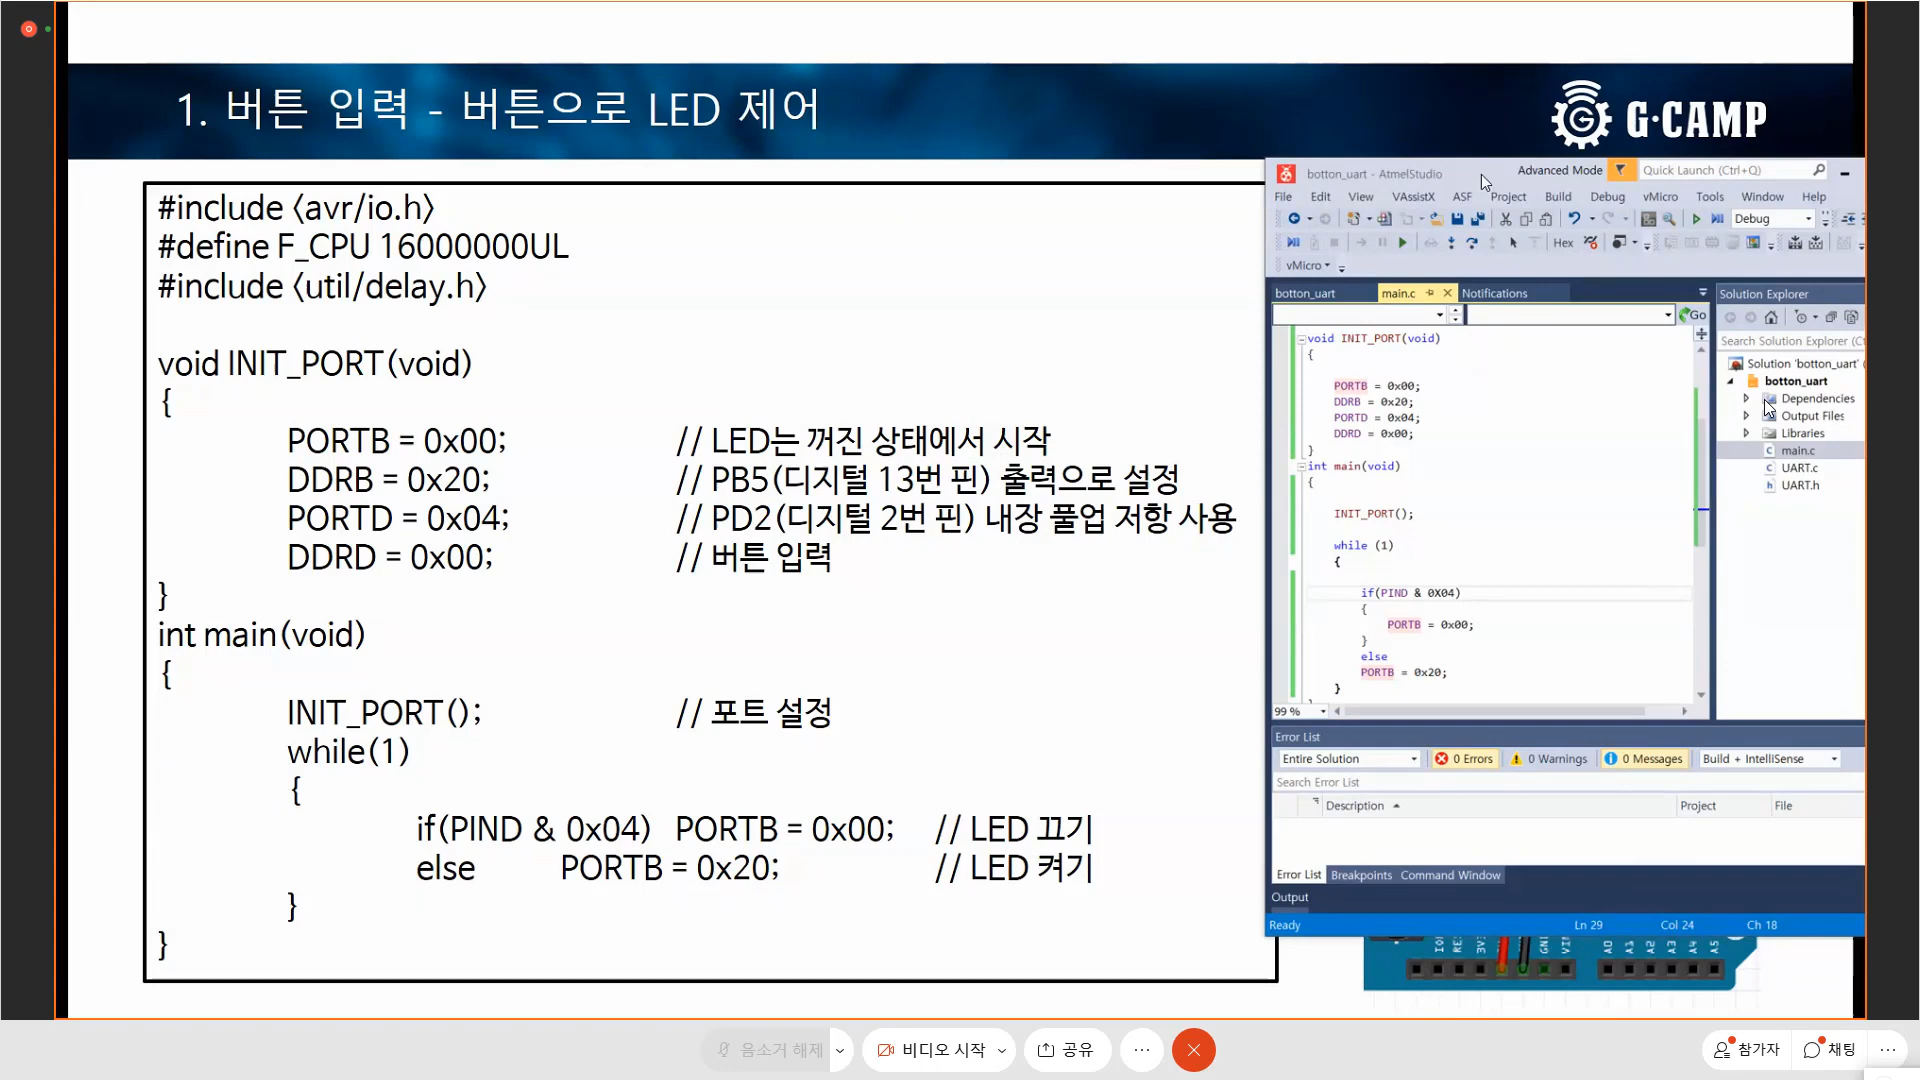 1. 버튼 입력 - 버튼으로 LED 제어
G·CAMP
#include <avr/io.h>
#define F_CPU 16000000UL
#include <util/delay.h>
void INIT_PORT(void)
{
PORTB = 0x00; // LED는 꺼진 상태에서 시작
DDRB = 0x20; // PB5(디지털 13번 핀) 출력으로 설정
PORTD = 0x04; // PD2(디지털 2번 핀) 내장 풀업 저항 사용
DDRD = 0x00; // 버튼 입력
}
int main(void)
{
INIT_PORT(); // 포트 설정
while(1)
{
if(PIND & 0x04) PORTB = 0x00; // LED 끄기
else PORTB = 0x20; // LED 켜기
}
}
botton_uart - AtmelStudio Advanced Mode Quick Launch (Ctrl+Q)
File Edit View VAssistX ASF Project Build Debug vMicro Tools Window Help
Debug
Hex
vMicro
botton_uart main.c Notifications
Go
void INIT_PORT(void)
{
PORTB = 0x00;
DDRB = 0x20;
PORTD = 0x04;
DDRD = 0x00;
}
int main(void)
{
INIT_PORT();
while (1)
{
if(PIND & 0X04)
{
PORTB = 0x00;
}
else
PORTB = 0x20;
}
99 %
Solution Explorer
Search Solution Explorer (Ct
Solution 'botton_uart' (
botton_uart
Dependencies
Output Files
Libraries
main.c
UART.c
UART.h
Error List
Entire Solution 0 Errors 0 Warnings 0 Messages Build + IntelliSense
Search Error List
Description Project File
Error List Breakpoints Command Window
Output
Ready Ln 29 Col 24 Ch 18
3V GND VIN A0 A1 A2 A3 A4 A5
음소거 해제 비디오 시작 공유 참가자 채팅